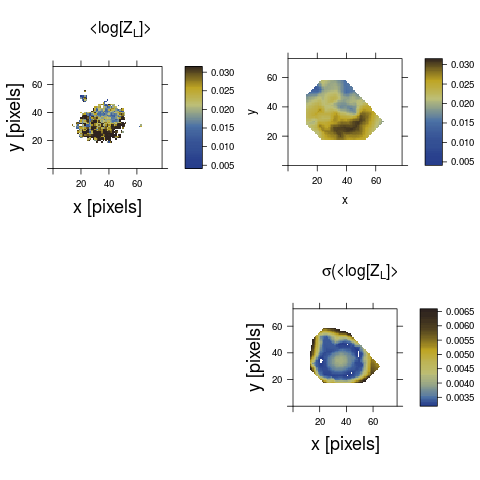 <log[Z_L]>
60
40
20
20 40 60
x [pixels]
y [pixels]
0.030
0.025
0.020
0.015
0.010
0.005
60
40
20
20 40 60
x
y
0.030
0.025
0.020
0.015
0.010
0.005
σ(<log[Z_L]>
60
40
20
20 40 60
x [pixels]
y [pixels]
0.0065
0.0060
0.0055
0.0050
0.0045
0.0040
0.0035